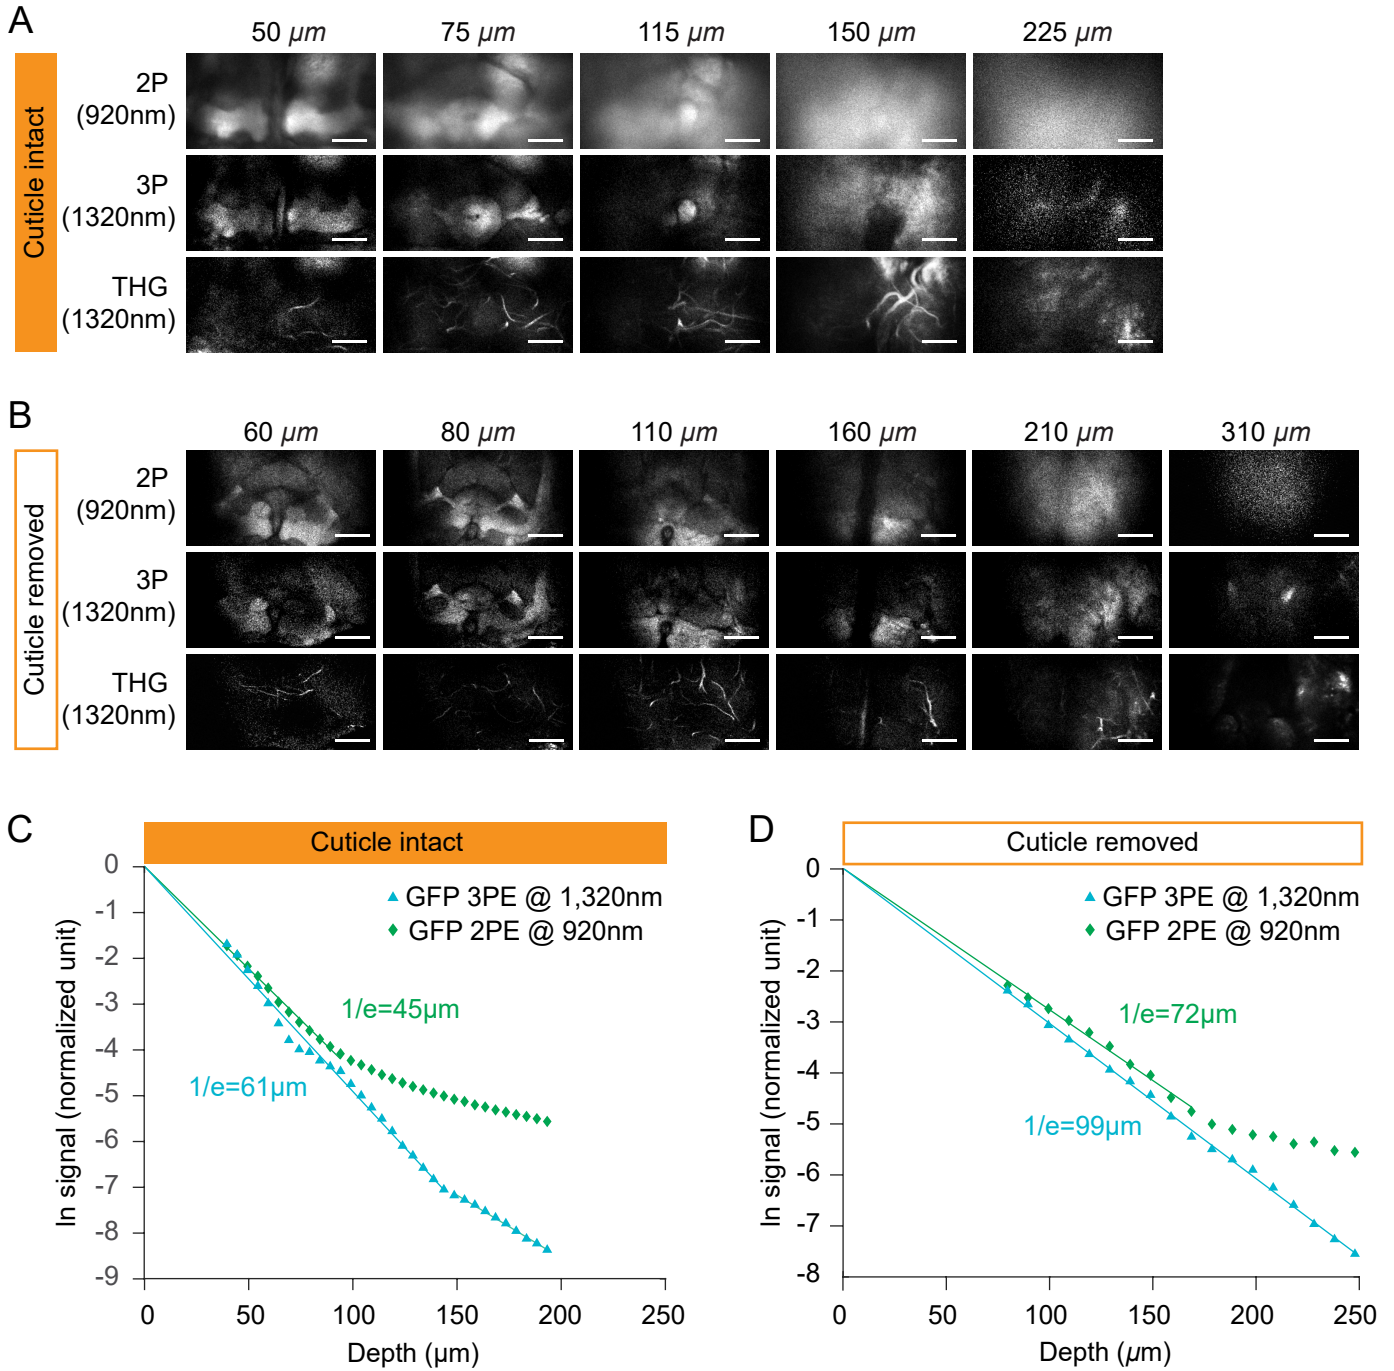 A
50 µm 75 µm 115 µm 150 µm 225 µm
Cuticle intact
2P
(920nm)
3P
(1320nm)
THG
(1320nm)
B
60 µm 80 µm 110 µm 160 µm 210 µm 310 µm
Cuticle removed
2P
(920nm)
3P
(1320nm)
THG
(1320nm)
C
Cuticle intact
GFP 3PE @ 1,320nm
GFP 2PE @ 920nm
1/e=45µm
1/e=61µm
ln signal (normalized unit)
0
-1
-2
-3
-4
-5
-6
-7
-8
-9
0 50 100 150 200 250
Depth (µm)
D
Cuticle removed
GFP 3PE @ 1,320nm
GFP 2PE @ 920nm
1/e=72µm
1/e=99µm
ln signal (normalized unit)
0
-1
-2
-3
-4
-5
-6
-7
-8
0 50 100 150 200 250
Depth (µm)